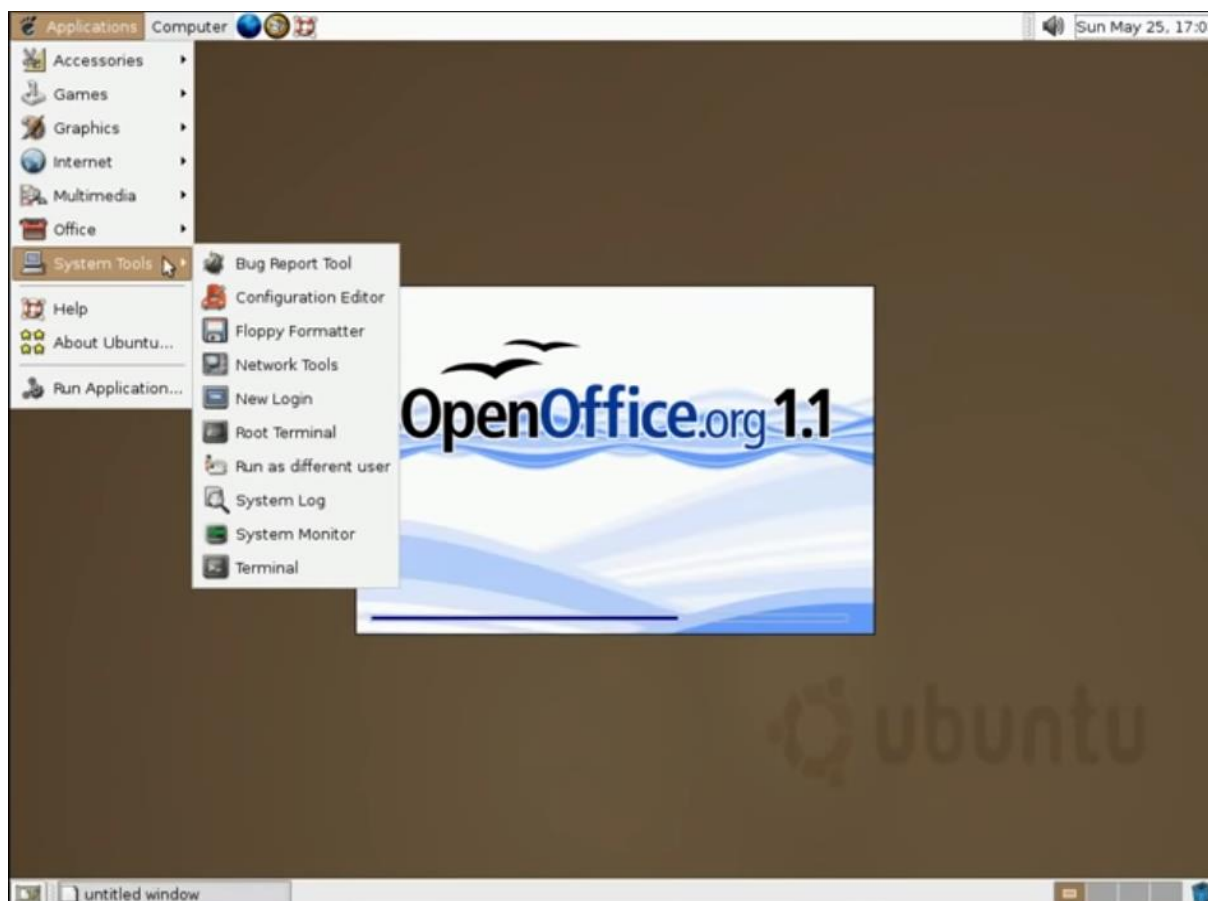 Applications Computer Sun May 25, 17:0
Accessories
Games
Graphics
Internet
Multimedia
Office
System Tools
Help
About Ubuntu...
Run Application...
Bug Report Tool
Configuration Editor
Floppy Formatter
Network Tools
New Login
Root Terminal
Run as different user
System Log
System Monitor
Terminal
OpenOffice.org 1.1
ubuntu
untitled window